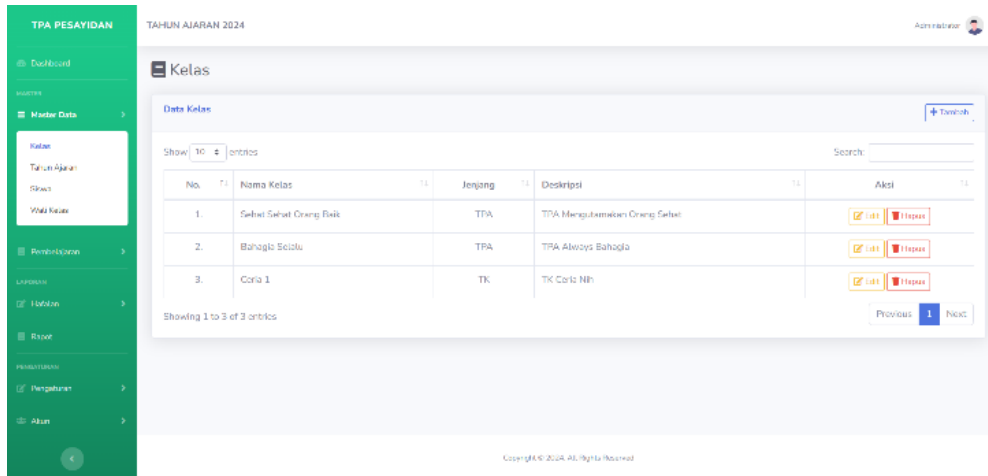 TPA PESAYIDAN
TAHUN AJARAN 2024
Administrator
Dashboard
Kelas
MASTER
Master Data
Data Kelas
+ Tambah
Kelas
Tahun Ajaran
Siswa
Wali Kelas
Show 10 entries
Search:
No. Nama Kelas Jenjang Deskripsi Aksi
1. Sehat Sehat Orang Baik TPA TPA Mengutamakan Orang Sehat Edit Hapus
2. Bahagia Selalu TPA TPA Always Bahagia Edit Hapus
3. Ceria 1 TK TK Ceria Nih Edit Hapus
Showing 1 to 3 of 3 entries
Previous 1 Next
Pembelajaran
LAPORAN
Hafalan
Rapot
PENGATURAN
Pengaturan
Akun
Copyright © 2024. All Rights Reserved